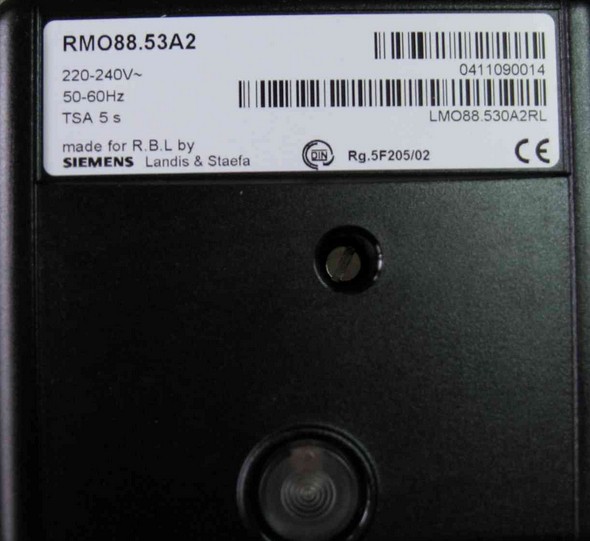 RMO88.53A2
0411090014
220-240V~
50-60Hz
TSA 5 s
LMO88.530A2RL
made for R.B.L by
SIEMENS Landis & Staefa
DIN
Rg.5F205/02
CE